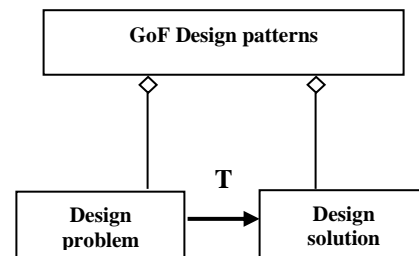 GoF Design patterns
T
Design
problem
Design
solution